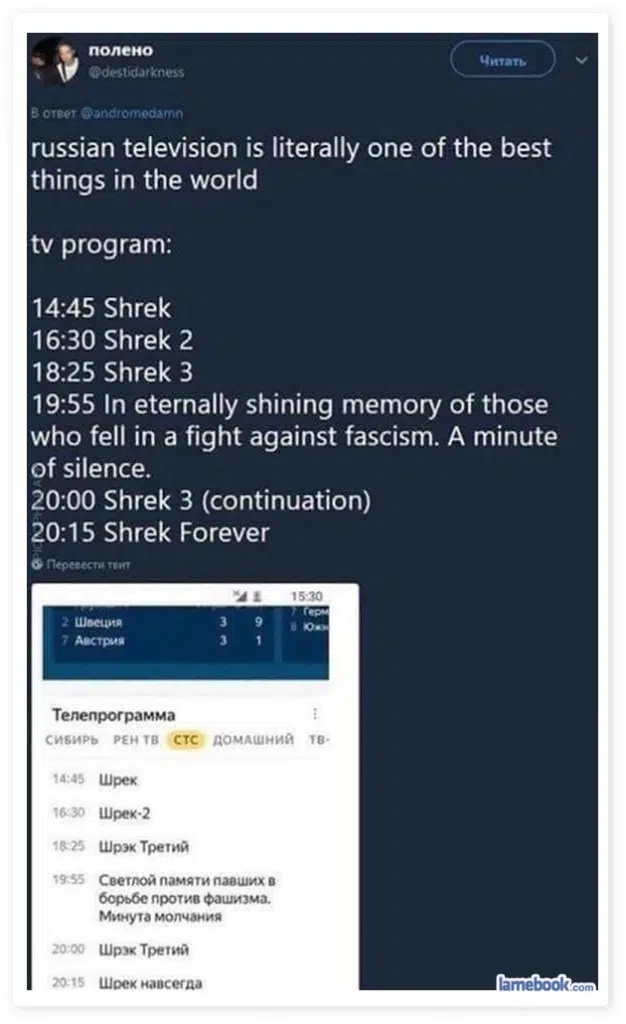 полено
@destidarkness
Читать
В ответ @andromedamn
russian television is literally one of the best
things in the world
tv program:
14:45 Shrek
16:30 Shrek 2
18:25 Shrek 3
19:55 In eternally shining memory of those
who fell in a fight against fascism. A minute
of silence.
20:00 Shrek 3 (continuation)
20:15 Shrek Forever
Перевести твит
15:30
2 Швеция 3 9
7 Австрия 3 1
7 Герм
8 Южн
Телепрограмма
СИБИРЬ РЕН ТВ СТС ДОМАШНИЙ ТВ-
14:45 Шрек
16:30 Шрек-2
18:25 Шрэк Третий
19:55 Светлой памяти павших в
борьбе против фашизма.
Минута молчания
20:00 Шрэк Третий
20:15 Шрек навсегда
lamebook.com